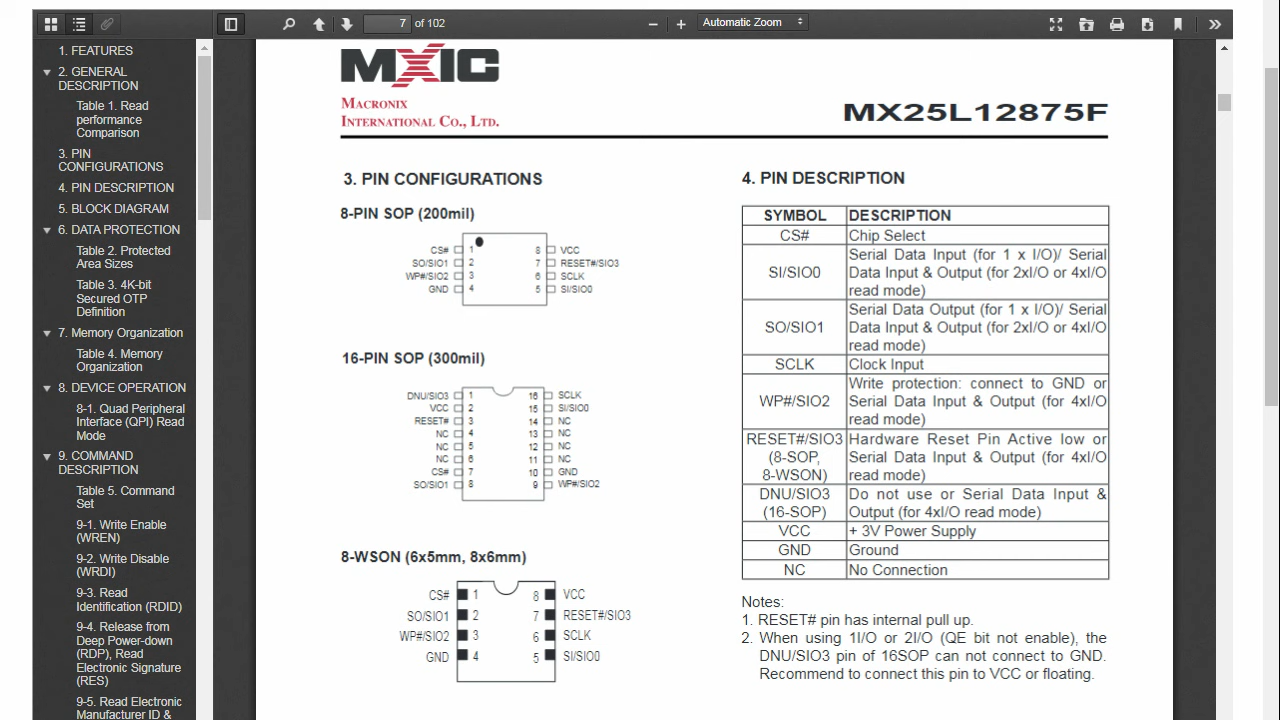 7 of 102
Automatic Zoom
1. FEATURES
2. GENERAL
DESCRIPTION
Table 1. Read
performance
Comparison
3. PIN
CONFIGURATIONS
4. PIN DESCRIPTION
5. BLOCK DIAGRAM
6. DATA PROTECTION
Table 2. Protected
Area Sizes
Table 3. 4K-bit
Secured OTP
Definition
7. Memory Organization
Table 4. Memory
Organization
8. DEVICE OPERATION
8-1. Quad Peripheral
Interface (QPI) Read
Mode
9. COMMAND
DESCRIPTION
Table 5. Command
Set
9-1. Write Enable
(WREN)
9-2. Write Disable
(WRDI)
9-3. Read
Identification (RDID)
9-4. Release from
Deep Power-down
(RDP), Read
Electronic Signature
(RES)
9-5. Read Electronic
Manufacturer ID &
MXIC
MACRONIX
INTERNATIONAL CO., LTD.
MX25L12875F
3. PIN CONFIGURATIONS
8-PIN SOP (200mil)
CS# 1 8 VCC
SO/SIO1 2 7 RESET#/SIO3
WP#/SIO2 3 6 SCLK
GND 4 5 SI/SIO0
16-PIN SOP (300mil)
DNU/SIO3 1 16 SCLK
VCC 2 15 SI/SIO0
RESET# 3 14 NC
NC 4 13 NC
NC 5 12 NC
NC 6 11 NC
CS# 7 10 GND
SO/SIO1 8 9 WP#/SIO2
8-WSON (6x5mm, 8x6mm)
CS# 1 8 VCC
SO/SIO1 2 7 RESET#/SIO3
WP#/SIO2 3 6 SCLK
GND 4 5 SI/SIO0
4. PIN DESCRIPTION
SYMBOL DESCRIPTION
CS# Chip Select
Serial Data Input (for 1 x I/O)/ Serial
SI/SIO0 Data Input & Output (for 2xI/O or 4xI/O
read mode)
Serial Data Output (for 1 x I/O)/ Serial
SO/SIO1 Data Input & Output (for 2xI/O or 4xI/O
read mode)
SCLK Clock Input
Write protection: connect to GND or
WP#/SIO2 Serial Data Input & Output (for 4xI/O
read mode)
RESET#/SIO3 Hardware Reset Pin Active low or
(8-SOP, Serial Data Input & Output (for 4xI/O
8-WSON) read mode)
DNU/SIO3 Do not use or Serial Data Input &
(16-SOP) Output (for 4xI/O read mode)
VCC + 3V Power Supply
GND Ground
NC No Connection
Notes:
1. RESET# pin has internal pull up.
2. When using 1I/O or 2I/O (QE bit not enable), the
DNU/SIO3 pin of 16SOP can not connect to GND.
Recommend to connect this pin to VCC or floating.